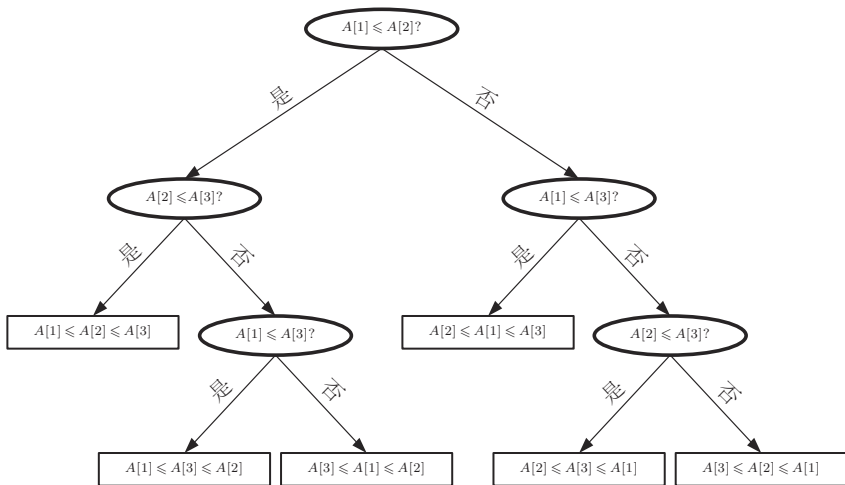 A[1] ⩽ A[2]?
是
否
A[2] ⩽ A[3]?
A[1] ⩽ A[3]?
是
否
是
否
A[1] ⩽ A[2] ⩽ A[3]
A[1] ⩽ A[3]?
A[2] ⩽ A[1] ⩽ A[3]
A[2] ⩽ A[3]?
是
否
是
否
A[1] ⩽ A[3] ⩽ A[2]
A[3] ⩽ A[1] ⩽ A[2]
A[2] ⩽ A[3] ⩽ A[1]
A[3] ⩽ A[2] ⩽ A[1]